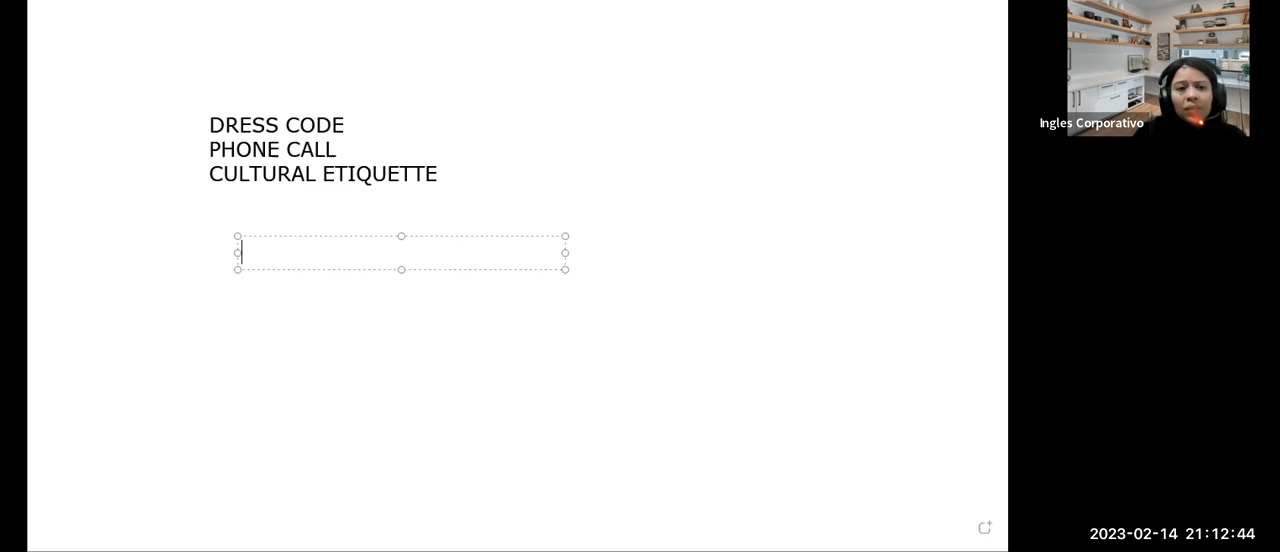 DRESS CODE
PHONE CALL
CULTURAL ETIQUETTE
Ingles Corporativo
2023-02-14 21:12:44